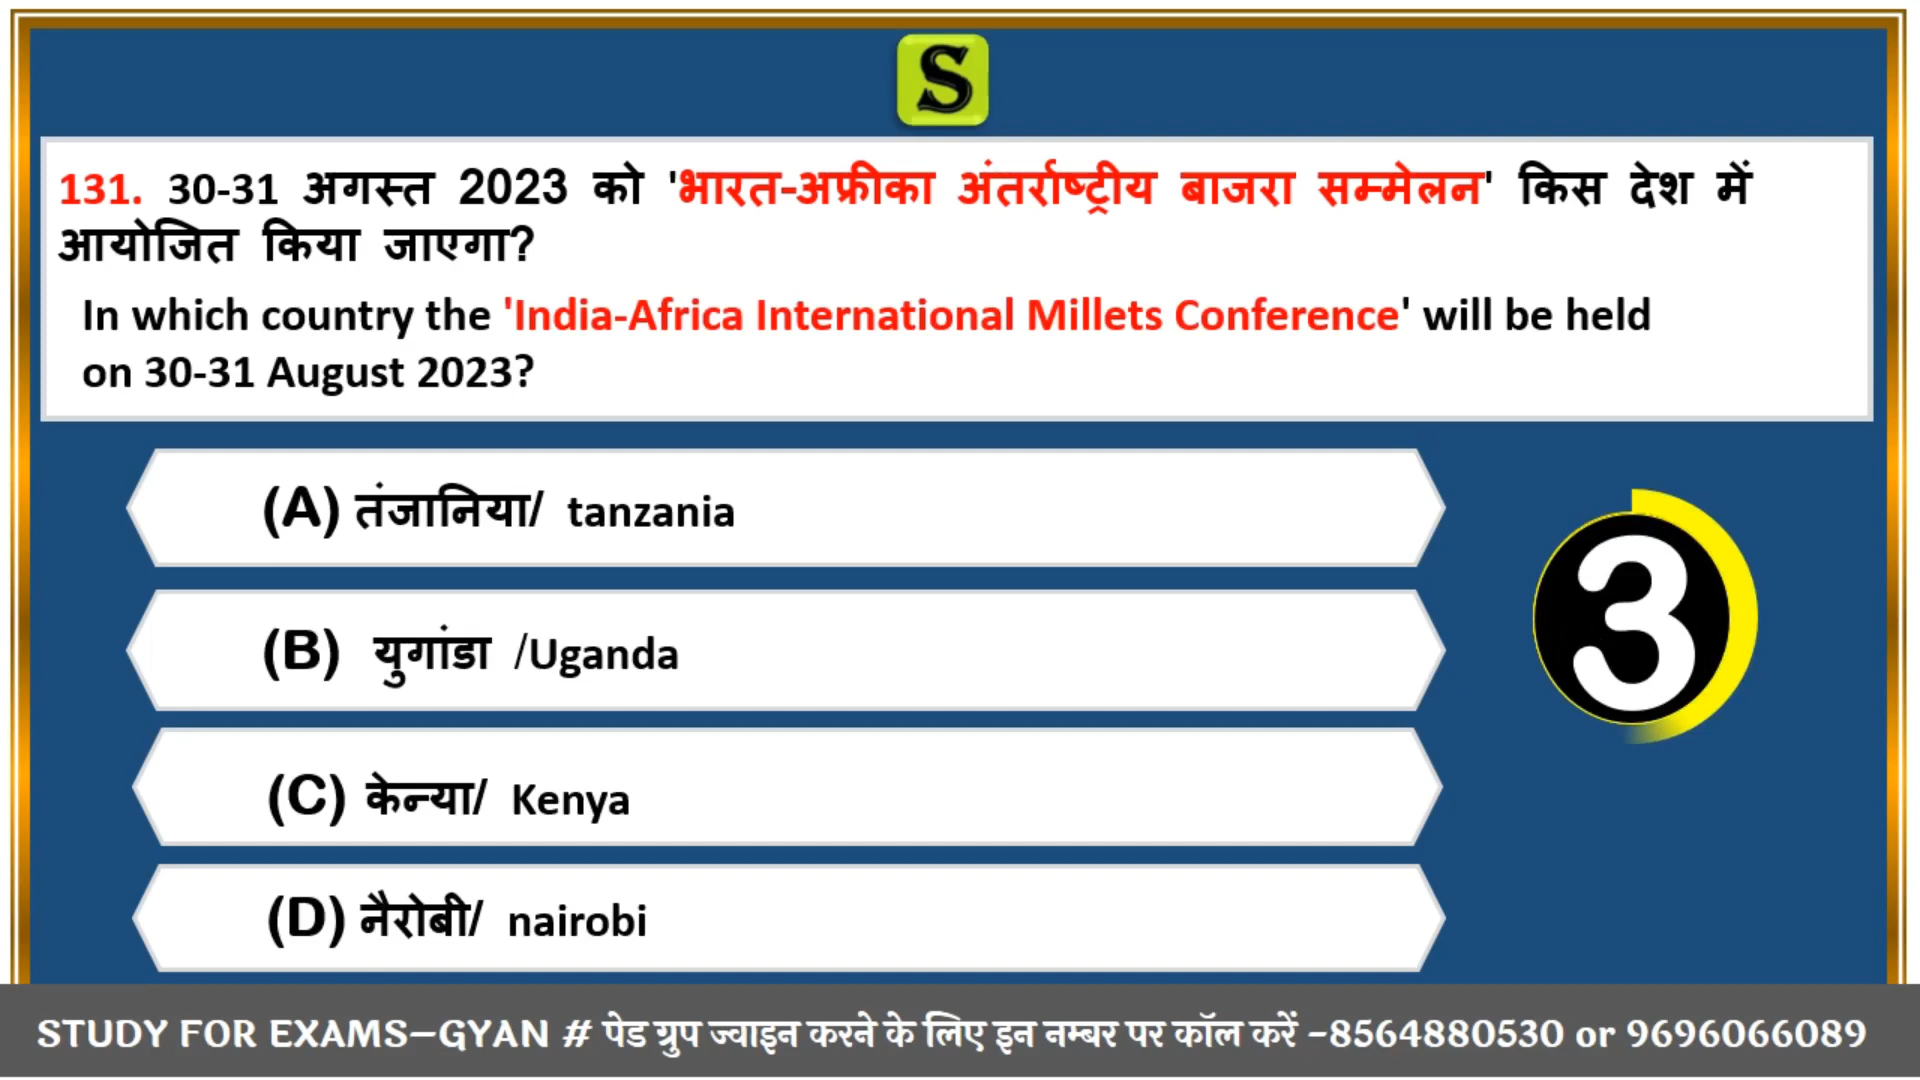 S
131. 30-31 अगस्त 2023 को 'भारत-अफ्रीका अंतर्राष्ट्रीय बाजरा सम्मेलन' किस देश में
आयोजित किया जाएगा?
In which country the 'India-Africa International Millets Conference' will be held
on 30-31 August 2023?
(A) तंजानिया/ tanzania
(B) युगांडा /Uganda
3
(C) केन्या/ Kenya
(D) नैरोबी/ nairobi
STUDY FOR EXAMS–GYAN # पेड ग्रुप ज्वाइन करने के लिए इन नम्बर पर कॉल करें –8564880530 or 9696066089